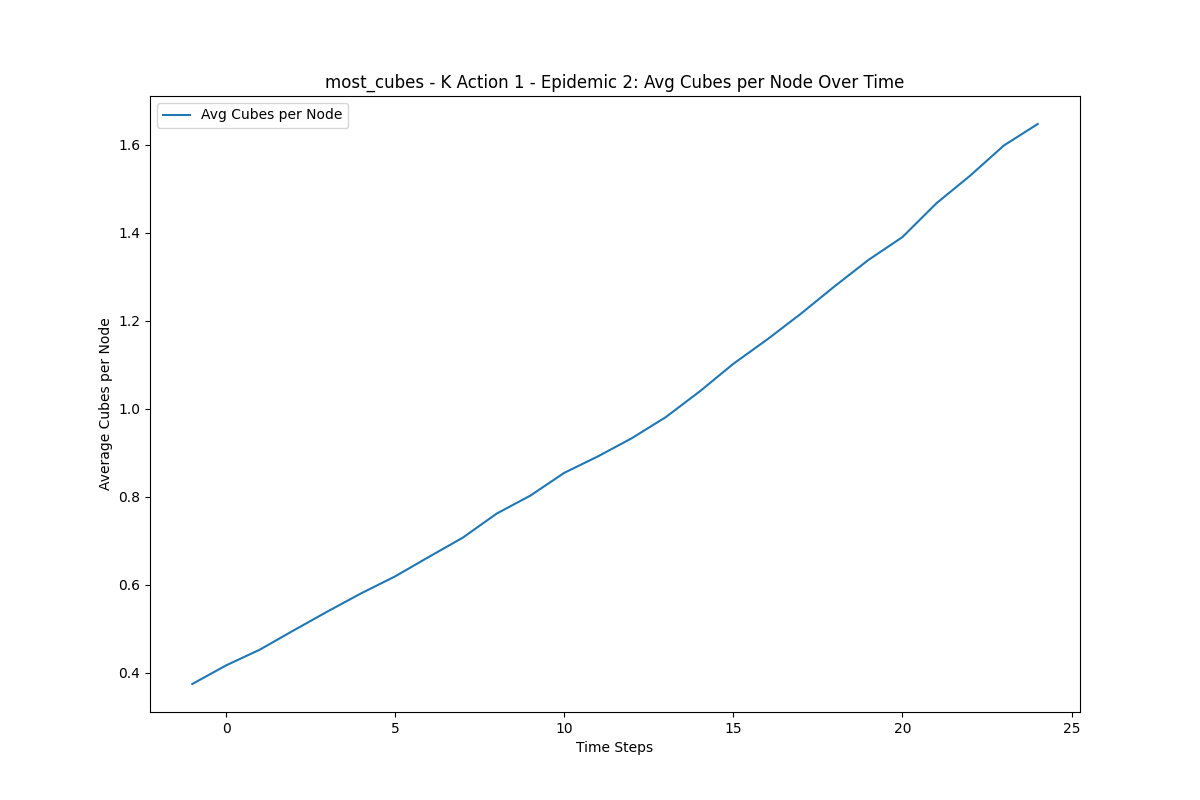 most_cubes - K Action 1 - Epidemic 2: Avg Cubes per Node Over Time
Avg Cubes per Node
1.6
1.4
1.2
1.0
0.8
0.6
0.4
Average Cubes per Node
0 5 10 15 20 25
Time Steps